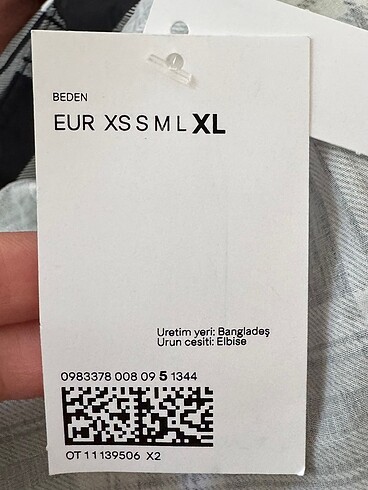 BEDEN
EUR XS S M L XL
Uretim yeri: Bangladeş
Urun cesiti: Elbise
0983378 008 09 5 1344
OT 11139506 X2